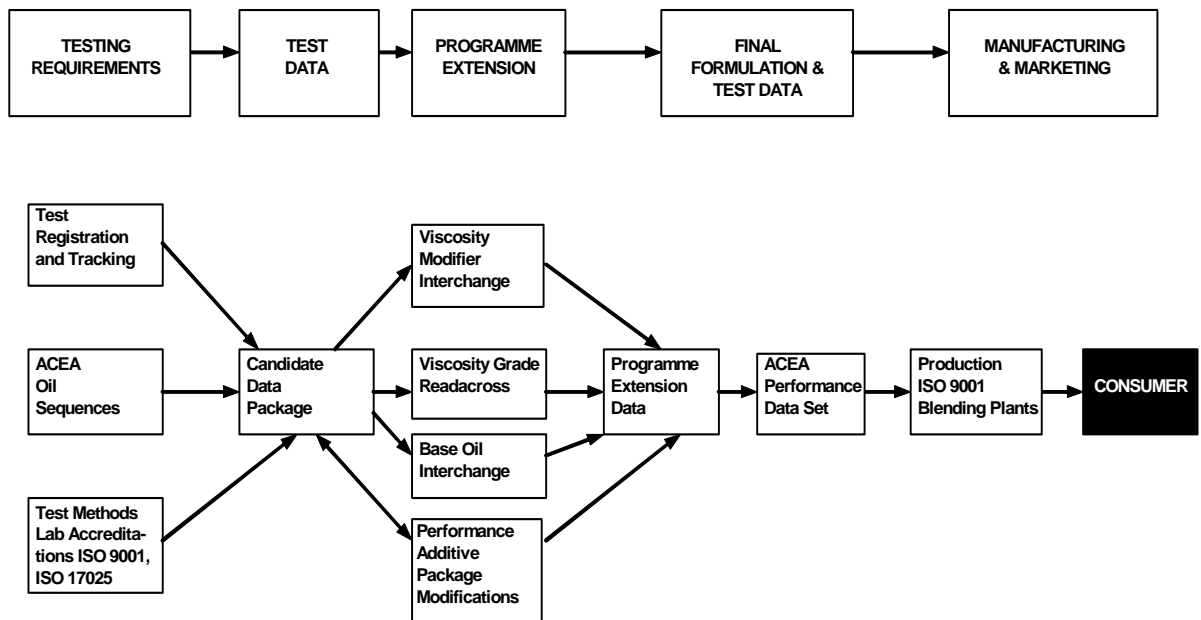 TESTING
REQUIREMENTS
TEST
DATA
PROGRAMME
EXTENSION
FINAL
FORMULATION &
TEST DATA
MANUFACTURING
& MARKETING
Test
Registration
and Tracking
ACEA
Oil
Sequences
Test Methods
Lab Accredita-
tions ISO 9001,
ISO 17025
Candidate
Data
Package
Viscosity
Modifier
Interchange
Viscosity Grade
Readacross
Base Oil
Interchange
Performance
Additive
Package
Modifications
Programme
Extension
Data
ACEA
Performance
Data Set
Production
ISO 9001
Blending Plants
CONSUMER